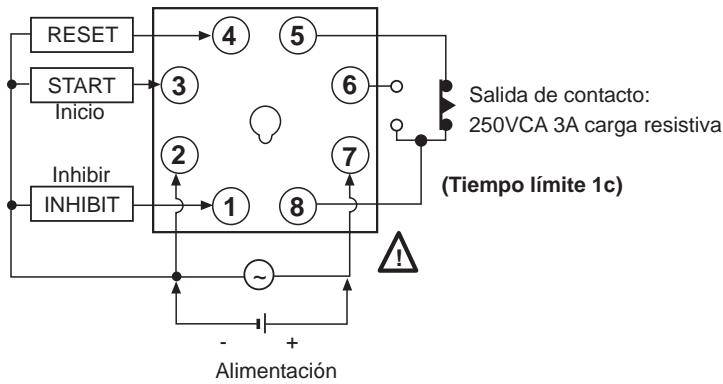 RESET
4
5
START
3
6
Inicio
Salida de contacto:
250VCA 3A carga resistiva
2
7
Inhibir
(Tiempo límite 1c)
INHIBIT
1
8
!
~
- +
Alimentación